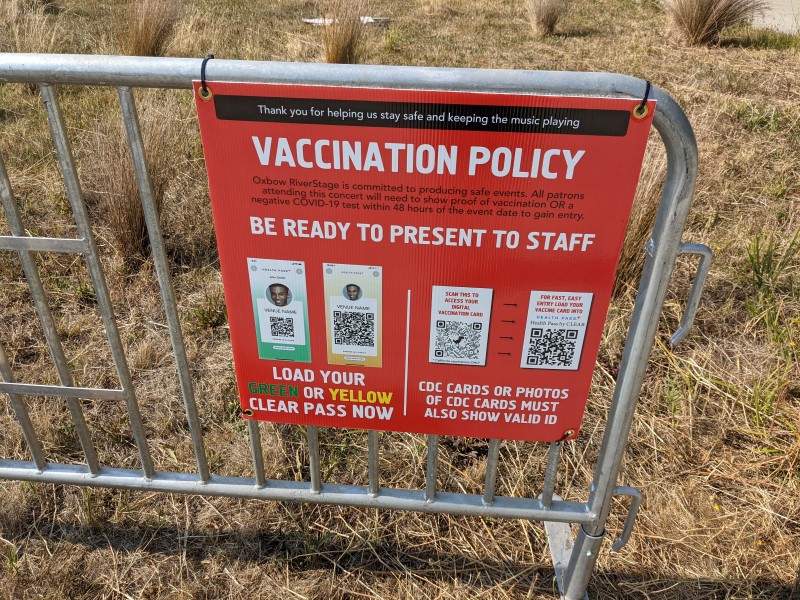 Thank you for helping us stay safe and keeping the music playing
VACCINATION POLICY
Oxbow RiverStage is committed to producing safe events. All patrons
attending this concert will need to show proof of vaccination OR a
negative COVID-19 test within 48 hours of the event date to gain entry.
BE READY TO PRESENT TO STAFF
HEALTH PASS
VENUE NAME
HEALTH PASS
VENUE NAME
LOAD YOUR
GREEN OR YELLOW
CLEAR PASS NOW
SCAN THIS TO
ACCESS YOUR
DIGITAL
VACCINATION CARD
FOR FAST, EASY
ENTRY LOAD YOUR
VACCINE CARD INTO
HEALTH PASS
Health Pass by CLEAR
CDC CARDS OR PHOTOS
OF CDC CARDS MUST
ALSO SHOW VALID ID